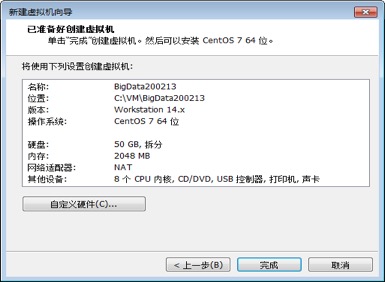 新建虚拟机向导
已准备好创建虚拟机
单击"完成"创建虚拟机。然后可以安装 CentOS 7 64 位。
将使用下列设置创建虚拟机:
名称: BigData200213
位置: C:\VM\BigData200213
版本: Workstation 14.x
操作系统: CentOS 7 64 位
硬盘: 50 GB, 拆分
内存: 2048 MB
网络适配器: NAT
其他设备: 8 个 CPU 内核, CD/DVD, USB 控制器, 打印机, 声卡
自定义硬件(C)...
< 上一步(B) 完成 取消